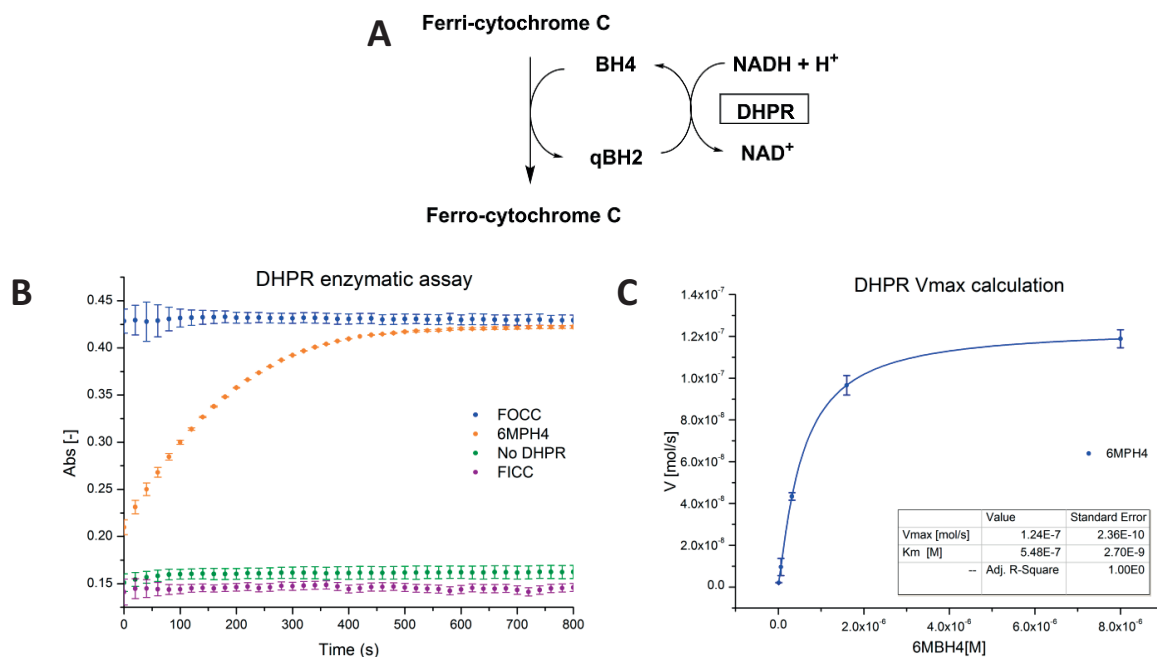 A
Ferri-cytochrome C
BH4
NADH + H⁺
DHPR
qBH2
NAD⁺
Ferro-cytochrome C
B
DHPR enzymatic assay
Abs [-]
0.45
0.40
0.35
0.30
0.25
0.20
0.15
FOCC
6MPH4
No DHPR
FICC
0 100 200 300 400 500 600 700 800
Time (s)
C
DHPR Vmax calculation
V [mol/s]
1.4x10⁻⁷
1.2x10⁻⁷
1.0x10⁻⁷
8.0x10⁻⁸
6.0x10⁻⁸
4.0x10⁻⁸
2.0x10⁻⁸
0.0
6MPH4
Value Standard Error
Vmax [mol/s] 1.24E-7 2.36E-10
Km [M] 5.48E-7 2.70E-9
-- Adj. R-Square 1.00E0
0.0 2.0x10⁻⁶ 4.0x10⁻⁶ 6.0x10⁻⁶ 8.0x10⁻⁶
6MBH4[M]